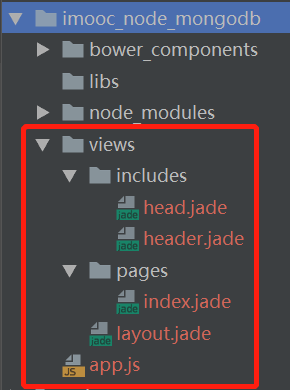 imooc_node_mongodb
bower_components
libs
node_modules
views
includes
jade head.jade
jade header.jade
pages
jade index.jade
jade layout.jade
JS app.js